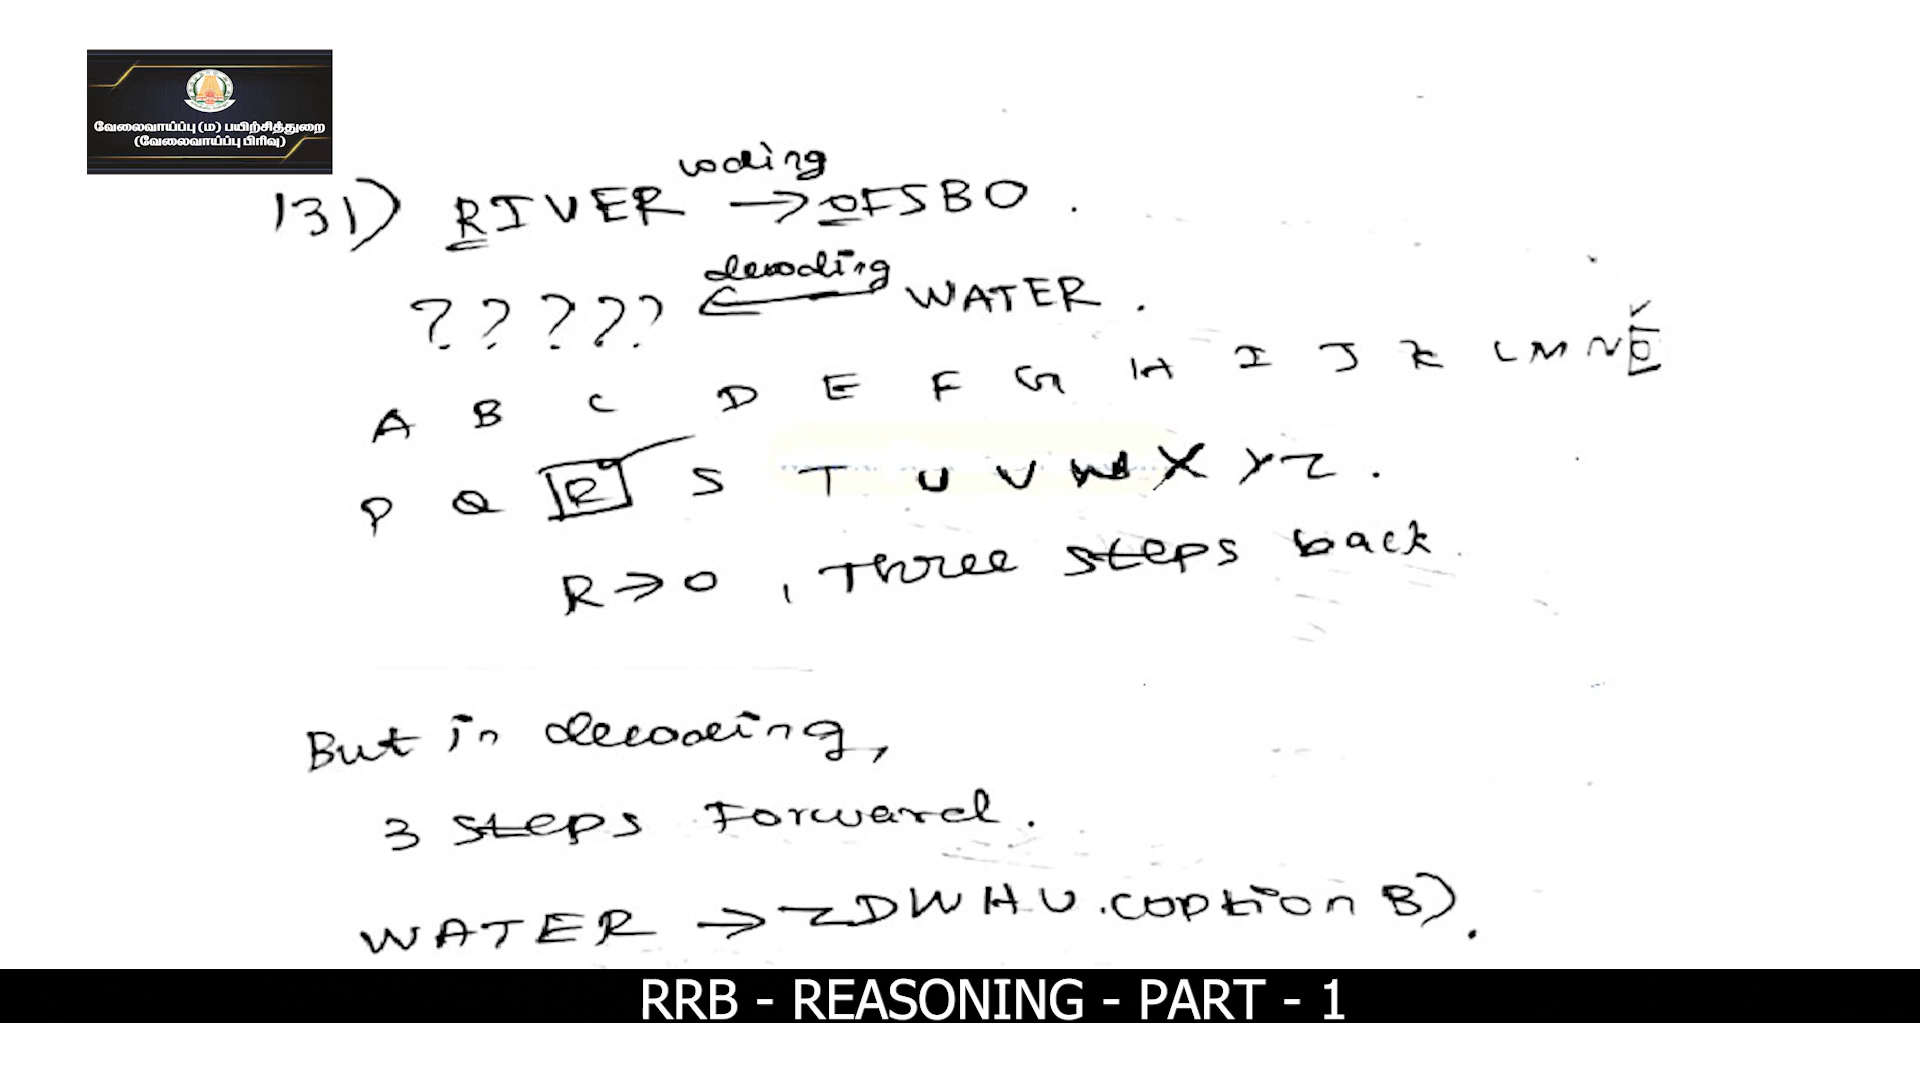 வேலைவாய்ப்பு (ம) பயிற்சித்துறை
(வேலைவாய்ப்பு பிரிவு)
131) RIVER coding → OFSBO.
????? decoding ← WATER.
A B C D E F G H I J K L M N O
P Q R S T U V W X Y Z.
R → O, Three steps back.
But in decoding,
3 steps Forward.
WATER → ZDWHU. (option B).
RRB - REASONING - PART - 1